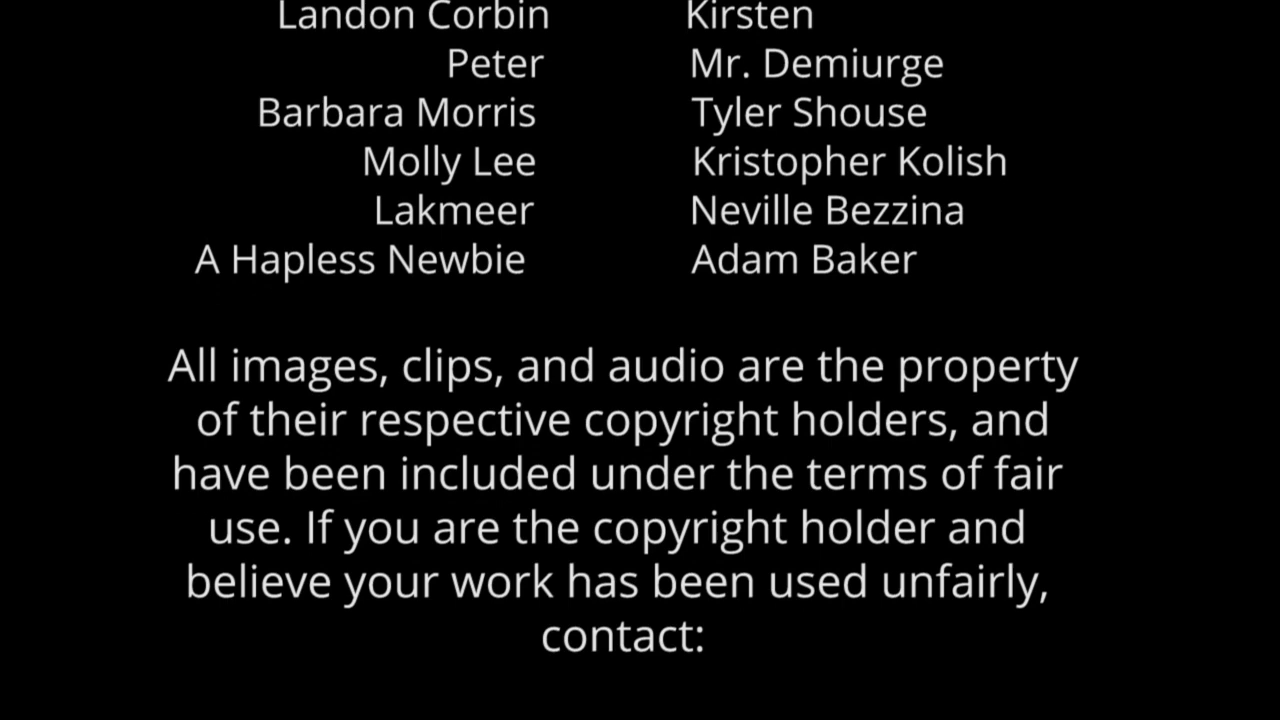 Landon Corbin Kirsten
Peter Mr. Demiurge
Barbara Morris Tyler Shouse
Molly Lee Kristopher Kolish
Lakmeer Neville Bezzina
A Hapless Newbie Adam Baker
All images, clips, and audio are the property
of their respective copyright holders, and
have been included under the terms of fair
use. If you are the copyright holder and
believe your work has been used unfairly,
contact: